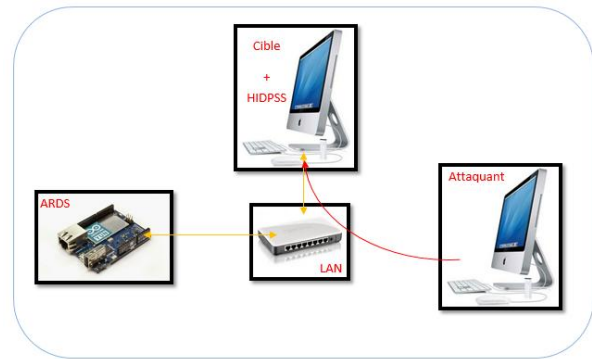 Cible
+
HIDPSS
Attaquant
ARDS
LAN